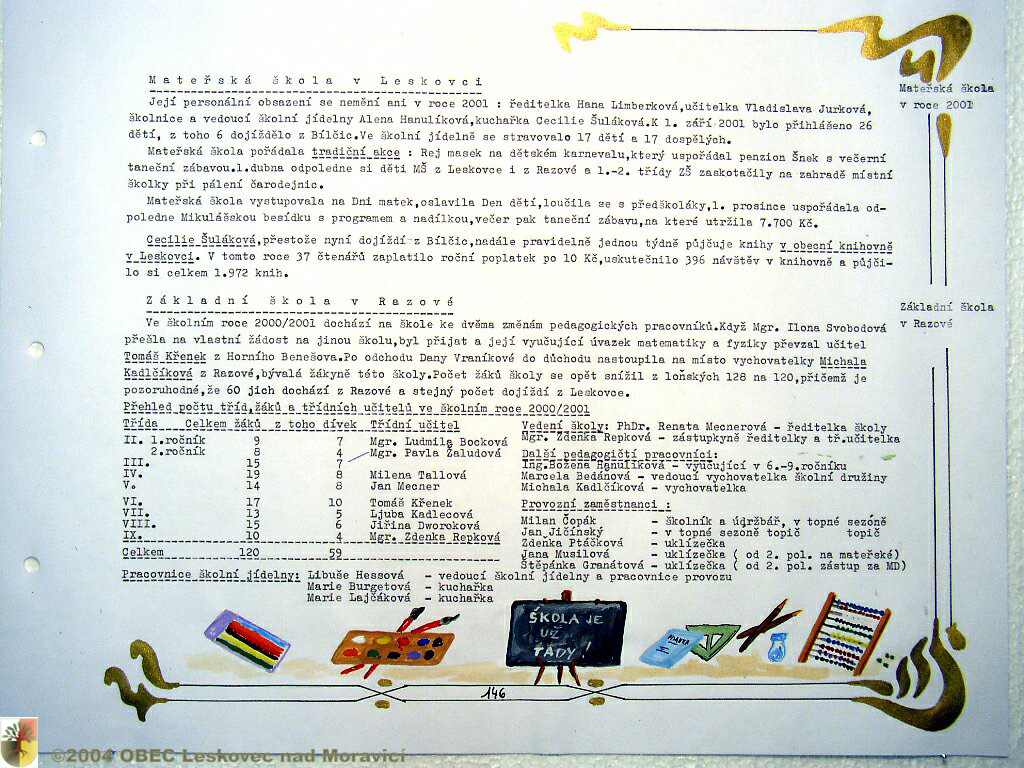 M a t e ř s k á   š k o l a   v   L e s k o v c i
Mateřská škola
v roce 2001
Její personální obsazení se nemění ani v roce 2001 : ředitelka Hana Limberková,učitelka Vladislava Jurková,
školnice a vedoucí školní jídelny Alena Hanulíková,kuchařka Cecilie Šuláková.K 1. září 2001 bylo přihlášeno 26
dětí, z toho 6 dojíždělo z Bílčic.Ve školní jídelně se stravovalo 17 dětí a 17 dospělých.
Mateřská škola pořádala tradiční akce : Rej masek na dětském karnevalu,který uspořádal penzion Šnek s večerní
taneční zábavou.1.dubna odpoledne si děti MŠ z Leskovce i z Razové a 1.-2. třídy ZŠ zaskotačily na zahradě místní
školky při pálení čarodejnic.
Mateřská škola vystupovala na Dni matek,oslavila Den dětí,loučila se s předškoláky,1. prosince uspořádala od-
poledne Mikulášskou besídku s programem a nadílkou,večer pak taneční zábavu,na které utržila 7.700 Kč.
Cecilie Šuláková,přestože nyní dojíždí z Bílčic,nadále pravidelně jednou týdně půjčuje knihy v obecní knihovně
v Leskovci. V tomto roce 37 čtenářů zaplatilo roční poplatek po 10 Kč,uskutečnilo 396 návštěv v knihovně a půjči-
lo si celkem 1.972 knih.
Z á k l a d n í   š k o l a   v   R a z o v é
Základní škola
v Razové
Ve školním roce 2000/2001 dochází na škole ke dvěma změnám pedagogických pracovníků.Když Mgr. Ilona Svobodová
přešla na vlastní žádost na jinou školu,byl přijat a její vyučující úvazek matematiky a fyziky převzal učitel
Tomáš Křenek z Horního Benešova.Po odchodu Dany Vraníkové do důchodu nastoupila na místo vychovatelky Michala
Kadlčíková z Razové,bývalá žákyně této školy.Počet žáků školy se opět snížil z loňských 128 na 120,přičemž je
pozoruhodné,že 60 jich dochází z Razové a stejný počet dojíždí z Leskovce.
Přehled počtu tříd,žáků a třídních učitelů ve školním roce 2000/2001
Třída Celkem žáků z toho dívek Třídní učitel
II. 1.ročník 9 7 Mgr. Ludmila Bocková
2.ročník 8 4 Mgr. Pavla Žaludová
III. 15 7
IV. 19 8 Milena Tallová
V. 14 8 Jan Mecner
VI. 17 10 Tomáš Křenek
VII. 13 5 Ljuba Kadlecová
VIII. 15 6 Jiřina Dworoková
IX. 10 4 Mgr. Zdenka Repková
Celkem 120 59
Vedení školy: PhDr. Renata Mecnerová - ředitelka školy
Mgr. Zdenka Repková - zástupkyně ředitelky a tř.učitelka
Další pedagogičtí pracovníci:
Ing.Božena Hanulíková - vyučující v 6.-9.ročníku
Marcela Bedánová - vedoucí vychovatelka školní družiny
Michala Kadlčíková - vychovatelka
Provozní zaměstnanci :
Milan Čopák - školník a údržbář, v topné sezóně
Jan Jičínský - v topné sezoně topič topič
Zdenka Ptáčková - uklízečka
Jana Musilová - uklízečka ( od 2. pol. na mateřské)
Štěpánka Granátová - uklízečka ( od 2. pol. zástup za MD)
Pracovnice školní jídelny: Libuše Hessová - vedoucí školní jídelny a pracovnice provozu
Marie Burgetová - kuchařka
Marie Lajčáková - kuchařka
ŠKOLA JE
UŽ
TADY!
146
©2004 OBEC Leskovec nad Moravicí